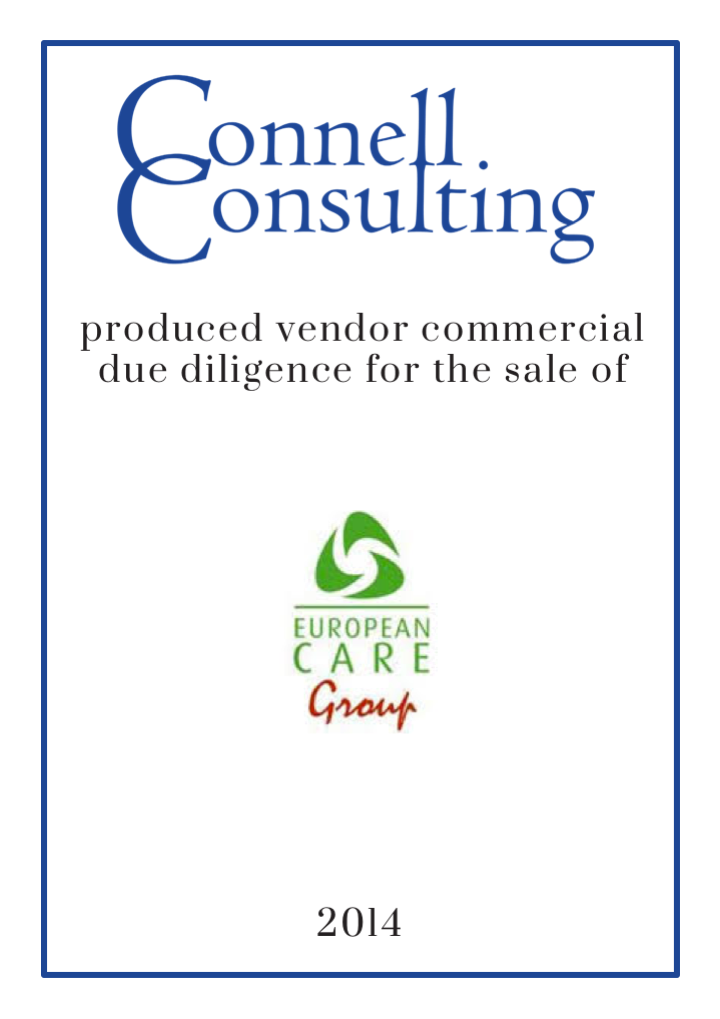 Connell
Consulting
produced vendor commercial
due diligence for the sale of
EUROPEAN
CARE
Group
2014